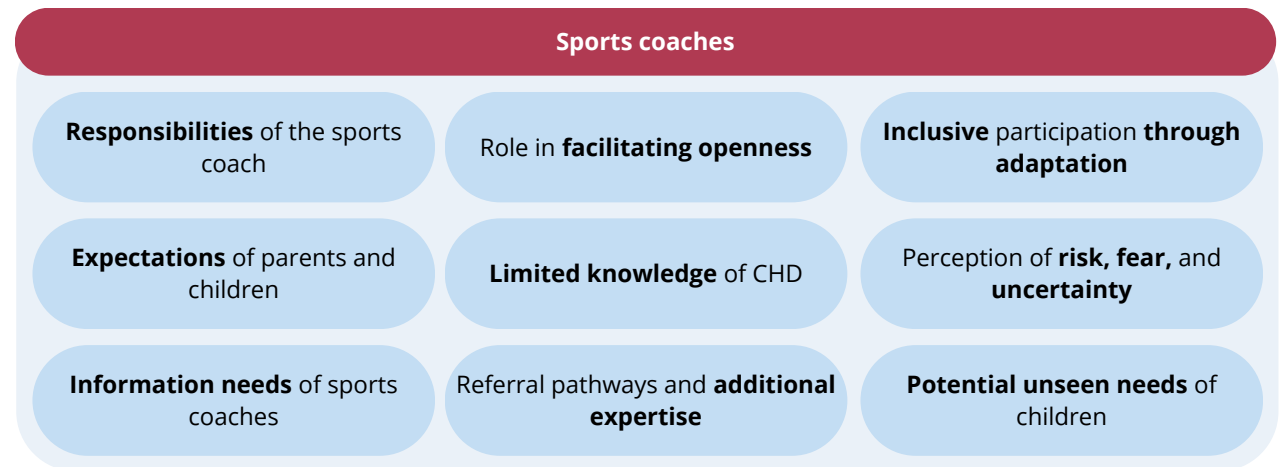 Sports coaches
Responsibilities of the sports
coach
Role in facilitating openness
Inclusive participation through
adaptation
Expectations of parents and
children
Limited knowledge of CHD
Perception of risk, fear, and
uncertainty
Information needs of sports
coaches
Referral pathways and additional
expertise
Potential unseen needs of
children